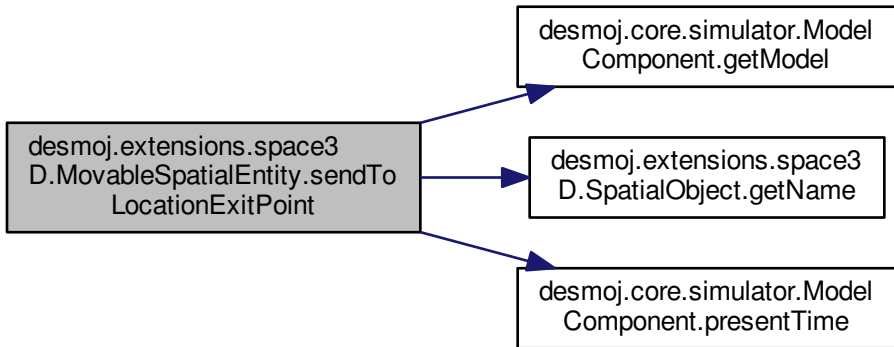 desmoj.core.simulator.Model
Component.getModel
desmoj.extensions.space3
D.MovableSpatialEntity.sendTo
LocationExitPoint
desmoj.extensions.space3
D.SpatialObject.getName
desmoj.core.simulator.Model
Component.presentTime